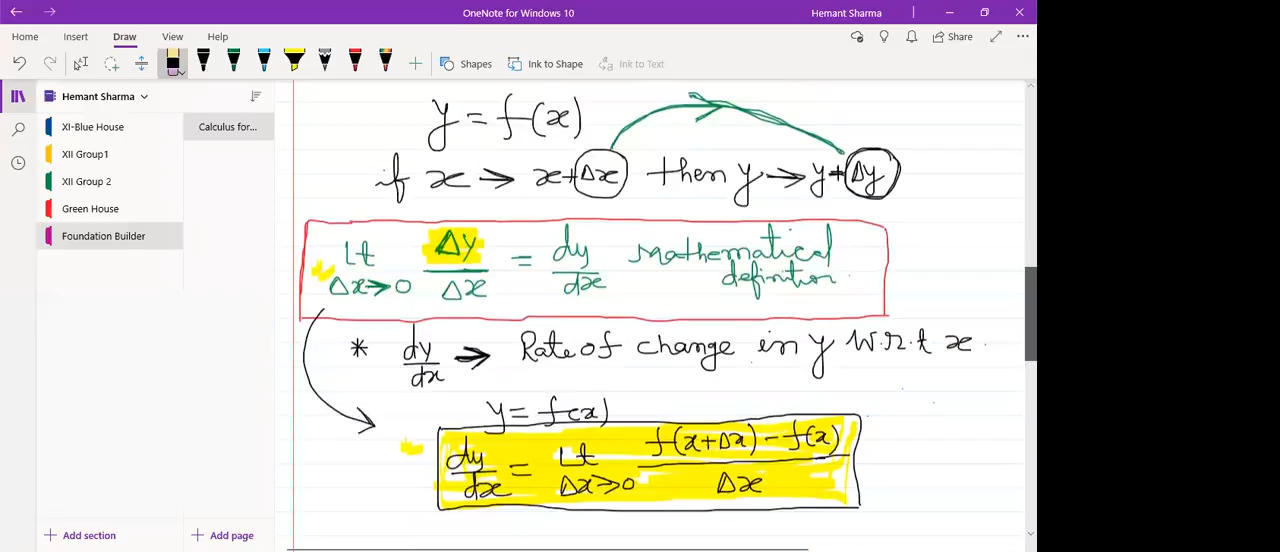 OneNote for Windows 10
Hemant Sharma
Home Insert Draw View Help
Share
Shapes Ink to Shape Ink to Text
Hemant Sharma
XI-Blue House
XII Group1
XII Group 2
Green House
Foundation Builder
Calculus for...
Add section
Add page
y = f(x)
if x → x+Δx then y → y+Δy
Lt Δx→0 Δy/Δx = dy/dx Mathematical definition
* dy/dx → Rate of change in y w.r.t x.
y = f(x)
dy/dx = Lt Δx→0 f(x+Δx) - f(x) / Δx